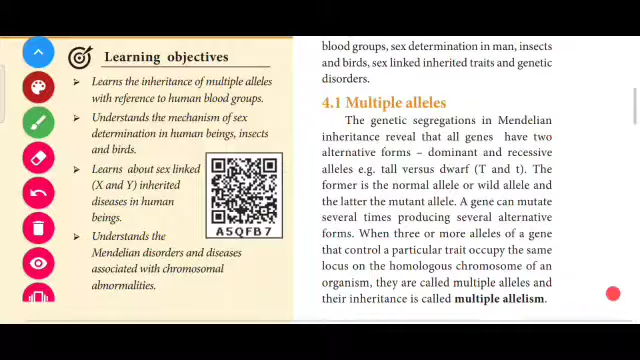 Learning objectives
➢ Learns the inheritance of multiple alleles
with reference to human blood groups.
➢ Understands the mechanism of sex
determination in human beings, insects
and birds.
➢ Learns about sex linked
(X and Y) inherited
diseases in human
beings.
➢ Understands the
Mendelian disorders and diseases
associated with chromosomal
abnormalities.
A5QFB7
blood groups, sex determination in man, insects
and birds, sex linked inherited traits and genetic
disorders.
4.1 Multiple alleles
The genetic segregations in Mendelian
inheritance reveal that all genes have two
alternative forms – dominant and recessive
alleles e.g. tall versus dwarf (T and t). The
former is the normal allele or wild allele and
the latter the mutant allele. A gene can mutate
several times producing several alternative
forms. When three or more alleles of a gene
that control a particular trait occupy the same
locus on the homologous chromosome of an
organism, they are called multiple alleles and
their inheritance is called multiple allelism.